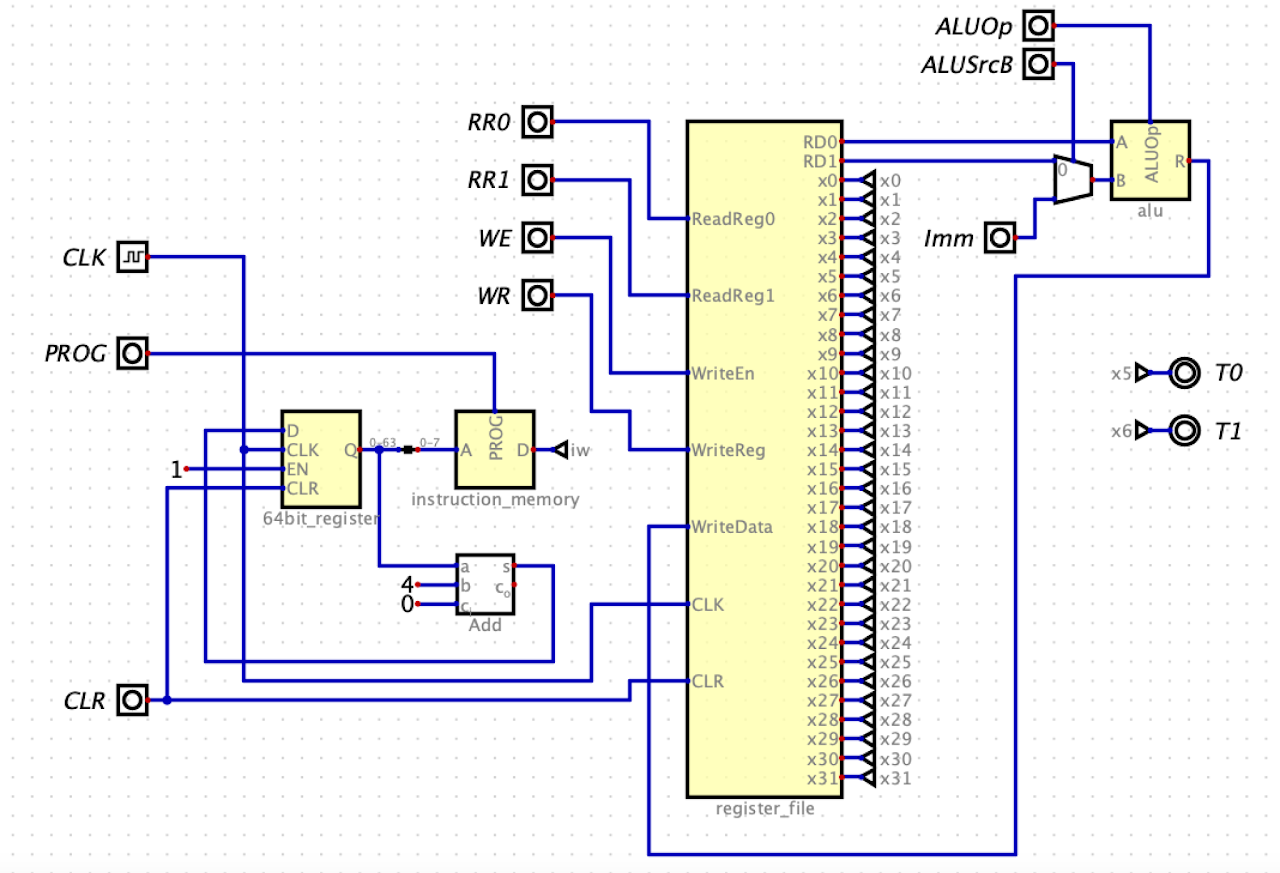 ALUOp
ALUSrcB
RR0
RR1
WE
WR
CLK
PROG
CLR
D
CLK
EN
CLR
Q
1
64bit_register
0-63
0-7
A
PROG
D
iw
instruction_memory
a
b
c
s
c₀
4
0
Add
ReadReg0
ReadReg1
WriteEn
WriteReg
WriteData
CLK
CLR
RD0
RD1
x0 x0
x1 x1
x2 x2
x3 x3
x4 x4
x5 x5
x6 x6
x7 x7
x8 x8
x9 x9
x10 x10
x11 x11
x12 x12
x13 x13
x14 x14
x15 x15
x16 x16
x17 x17
x18 x18
x19 x19
x20 x20
x21 x21
x22 x22
x23 x23
x24 x24
x25 x25
x26 x26
x27 x27
x28 x28
x29 x29
x30 x30
x31 x31
register_file
0
Imm
A
B
ALUOp
R
alu
x5 T0
x6 T1